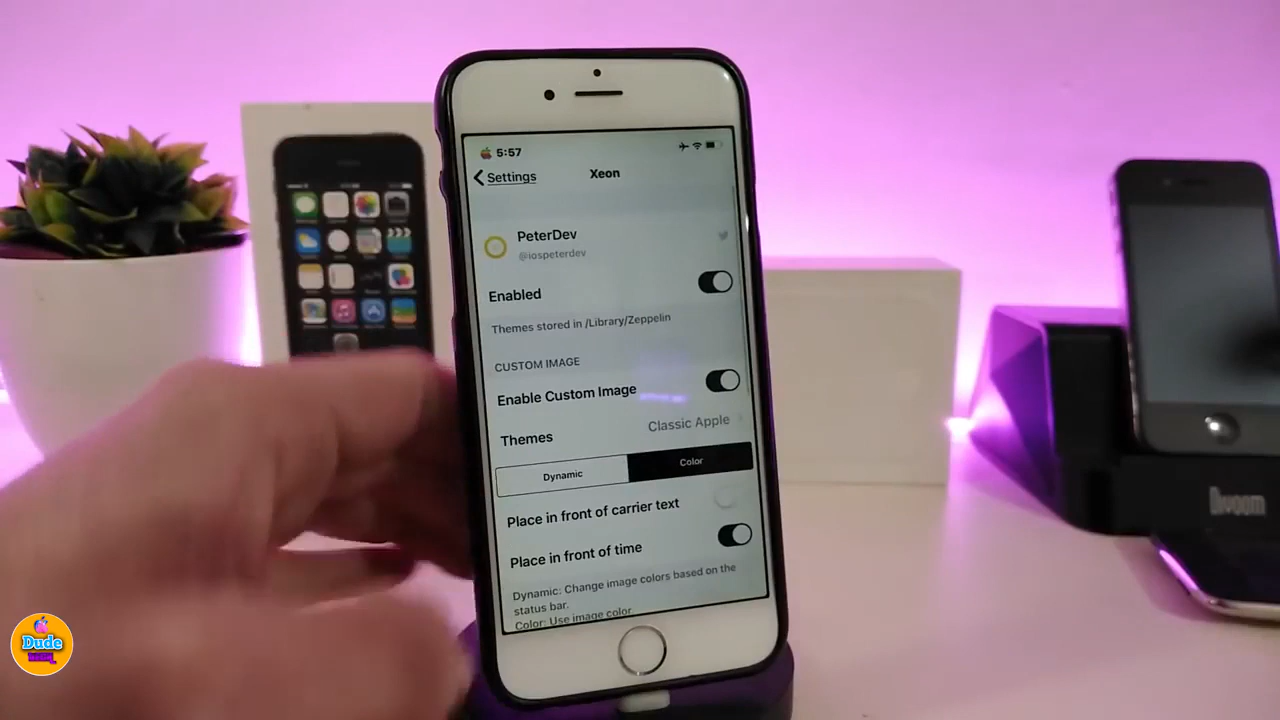 5:57
Settings
Xeon
PeterDev
@iospeterdev
Enabled
Themes stored in /Library/Zeppelin
CUSTOM IMAGE
Enable Custom Image
Themes
Classic Apple
Dynamic
Color
Place in front of carrier text
Place in front of time
Dynamic: Change image colors based on the
status bar.
Color: Use image color.
Divoom
Dude